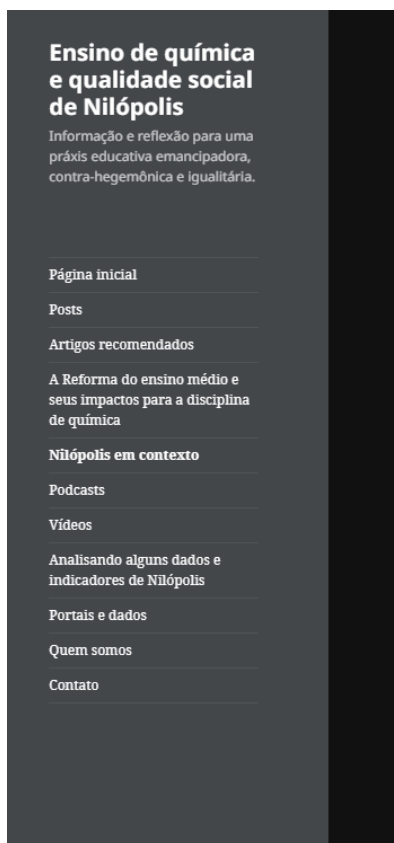 Ensino de química
e qualidade social
de Nilópolis
Informação e reflexão para uma
práxis educativa emancipadora,
contra-hegemônica e igualitária.
Página inicial
Posts
Artigos recomendados
A Reforma do ensino médio e
seus impactos para a disciplina
de química
Nilópolis em contexto
Podcasts
Vídeos
Analisando alguns dados e
indicadores de Nilópolis
Portais e dados
Quem somos
Contato